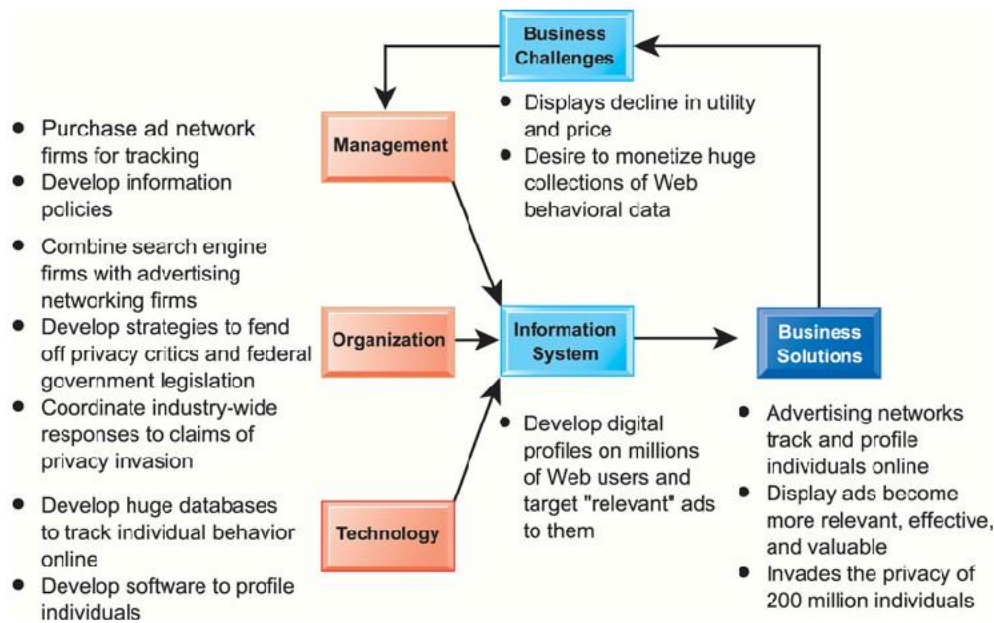 Business
Challenges
Displays decline in utility
and price
Desire to monetize huge
collections of Web
behavioral data
Management
Purchase ad network
firms for tracking
Develop information
policies
Combine search engine
firms with advertising
networking firms
Develop strategies to fend
off privacy critics and federal
government legislation
Coordinate industry-wide
responses to claims of
privacy invasion
Organization
Information
System
Business
Solutions
Develop digital
profiles on millions
of Web users and
target "relevant" ads
to them
Advertising networks
track and profile
individuals online
Display ads become
more relevant, effective,
and valuable
Invades the privacy of
200 million individuals
Develop huge databases
to track individual behavior
online
Develop software to profile
individuals
Technology